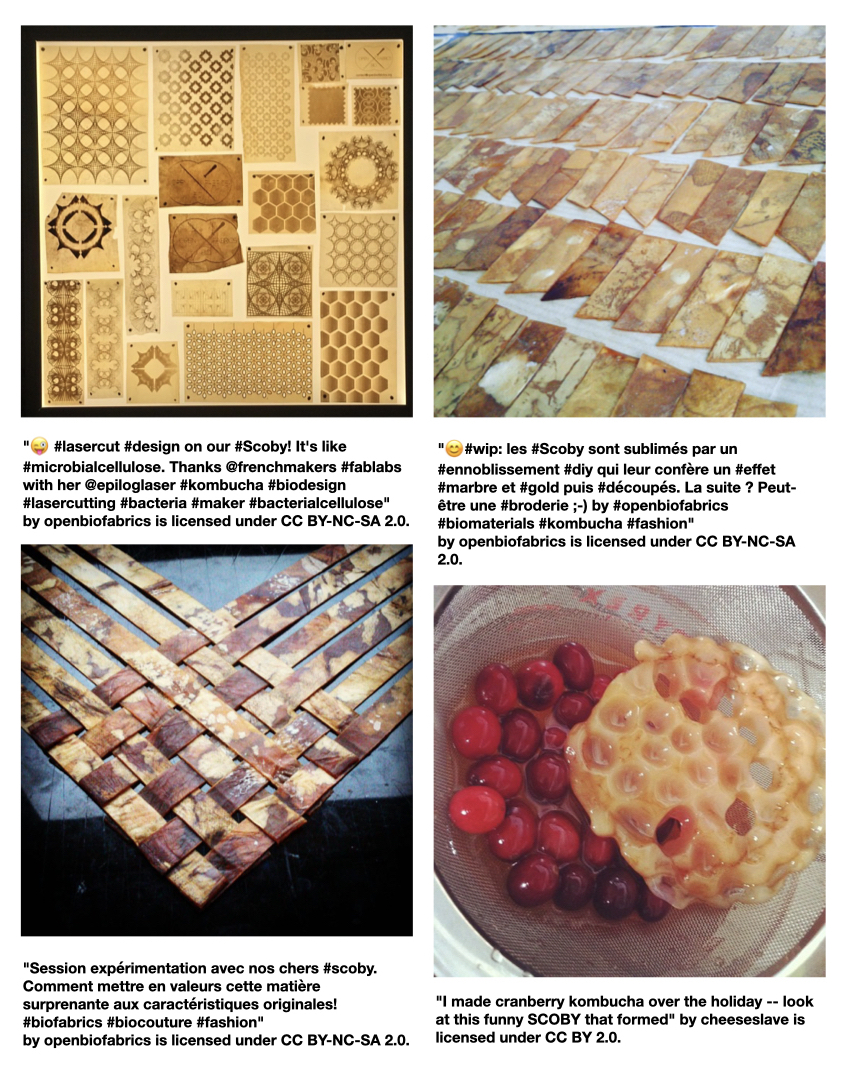 "😜 #lasercut #design on our #Scoby! It's like
#microbialcellulose. Thanks @frenchmakers #fablabs
with her @epiloglaser #kombucha #biodesign
#lasercutting #bacteria #maker #bacterialcellulose"
by openbiofabrics is licensed under CC BY-NC-SA 2.0.
"😊#wip: les #Scoby sont sublimés par un
#ennoblissement #diy qui leur confère un #effet
#marbre et #gold puis #découpés. La suite ? Peut-
être une #broderie ;-) by #openbiofabrics
#biomaterials #kombucha #fashion"
by openbiofabrics is licensed under CC BY-NC-SA
2.0.
"Session expérimentation avec nos chers #scoby.
Comment mettre en valeurs cette matière
surprenante aux caractéristiques originales!
#biofabrics #biocouture #fashion"
by openbiofabrics is licensed under CC BY-NC-SA 2.0.
"I made cranberry kombucha over the holiday -- look
at this funny SCOBY that formed" by cheeseslave is
licensed under CC BY 2.0.